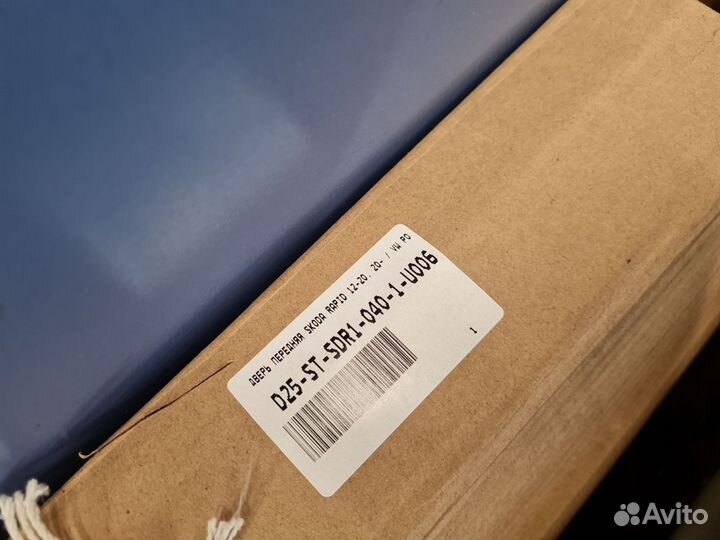 ДВЕРЬ ПЕРЕДНЯЯ SKODA RAPID 12-20, 20- / VW PO
D25-ST-SDR1-040-1-U006
1
Avito